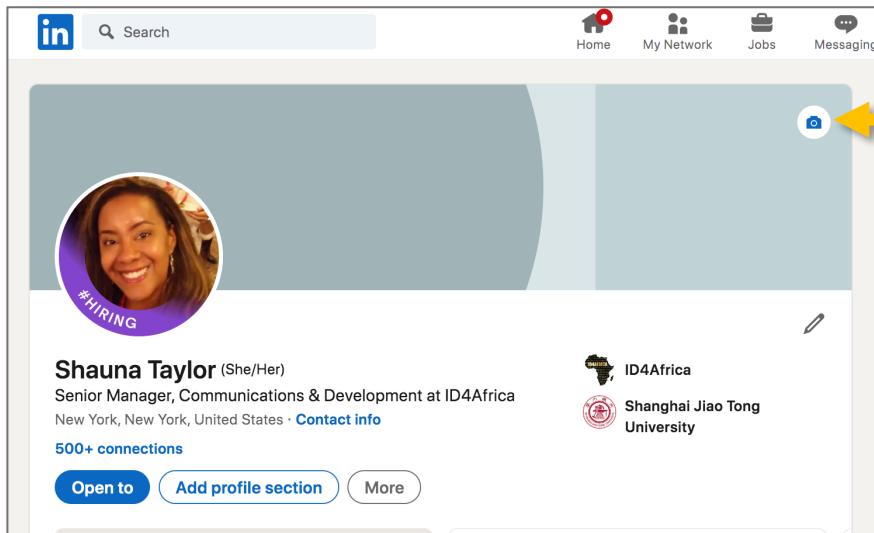 in
Search
Home
My Network
Jobs
Messaging
#HIRING
Shauna Taylor (She/Her)
Senior Manager, Communications & Development at ID4Africa
New York, New York, United States · Contact info
500+ connections
Open to
Add profile section
More
ID4Africa
Shanghai Jiao Tong
University